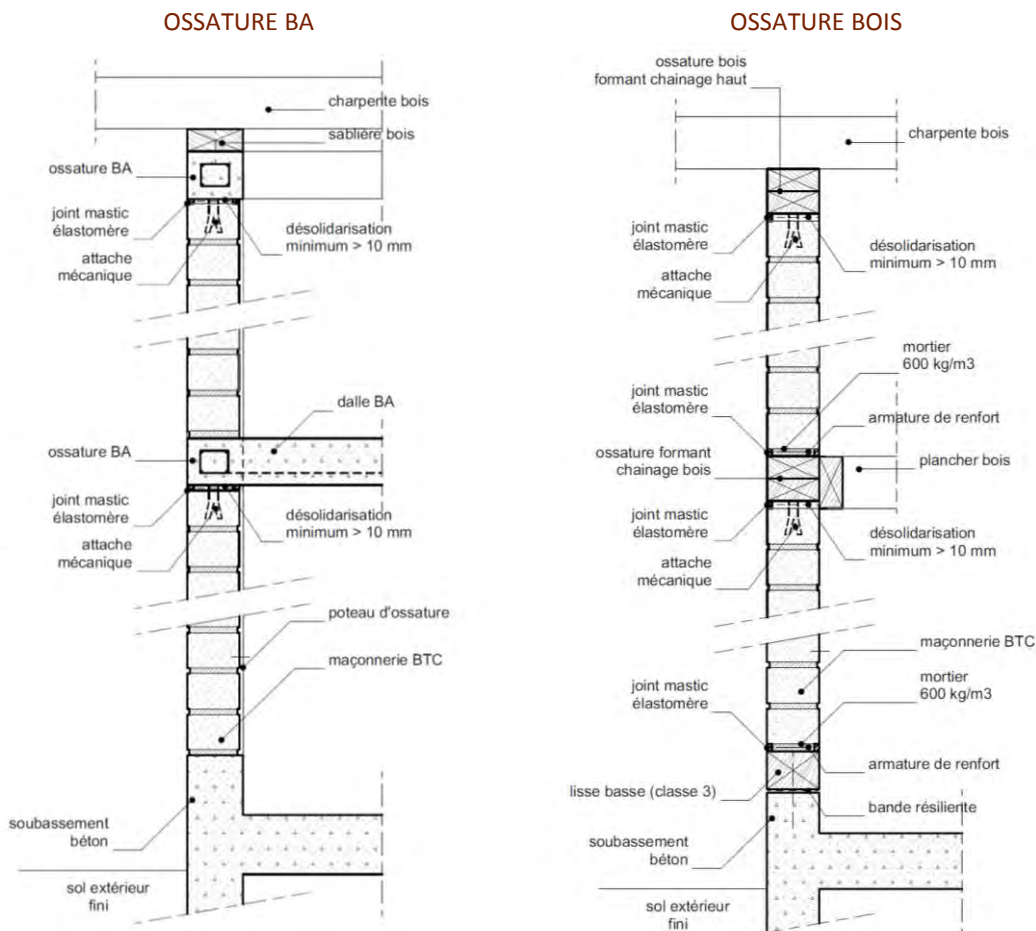 OSSATURE BA
charpente bois
sablière bois
ossature BA
joint mastic
élastomère
désolidarisation
minimum > 10 mm
attache
mécanique
dalle BA
ossature BA
joint mastic
élastomère
désolidarisation
minimum > 10 mm
attache
mécanique
poteau d'ossature
maçonnerie BTC
soubassement
béton
sol extérieur
fini
OSSATURE BOIS
ossature bois
formant chainage haut
charpente bois
joint mastic
élastomère
désolidarisation
minimum > 10 mm
attache
mécanique
mortier
600 kg/m3
joint mastic
élastomère
armature de renfort
ossature formant
chainage bois
plancher bois
joint mastic
élastomère
désolidarisation
minimum > 10 mm
attache
mécanique
maçonnerie BTC
mortier
600 kg/m3
joint mastic
élastomère
armature de renfort
lisse basse (classe 3)
bande résiliente
soubassement
béton
sol extérieur
fini